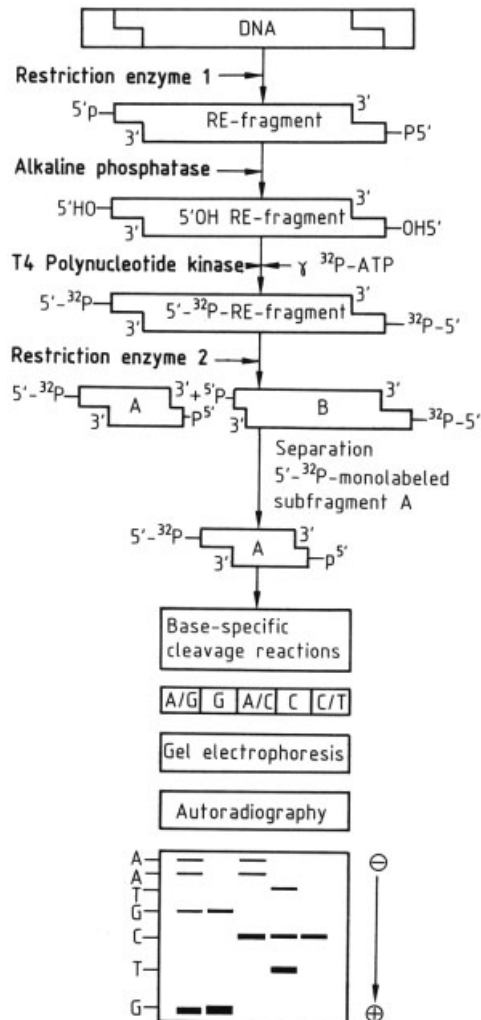 DNA
Restriction enzyme 1
5'p
3'
RE-fragment
3'
P5'
Alkaline phosphatase
5'HO
3'
5'OH RE-fragment
3'
OH5'
T4 Polynucleotide kinase
γ ³²P-ATP
5'-³²P
3'
5'-³²P-RE-fragment
3'
³²P-5'
Restriction enzyme 2
5'-³²P
A
3'
3'
p⁵'
+
⁵'P
B
3'
3'
³²P-5'
Separation
5'-³²P-monolabeled
subfragment A
5'-³²P
A
3'
3'
p⁵'
Base-specific
cleavage reactions
A/G G A/C C C/T
Gel electrophoresis
Autoradiography
A
A
T
G
C
T
G
⊖
⊕